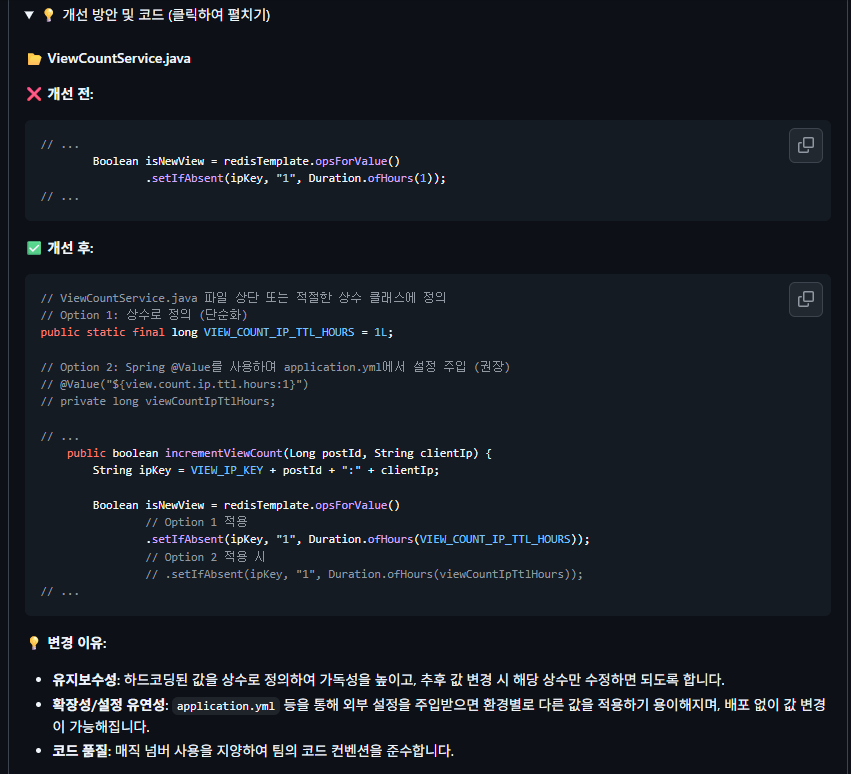 ▼ 💡 개선 방안 및 코드 (클릭하여 펼치기)
📂 ViewCountService.java
❌ 개선 전:
// ...
        Boolean isNewView = redisTemplate.opsForValue()
                .setIfAbsent(ipKey, "1", Duration.ofHours(1));
// ...
✅ 개선 후:
// ViewCountService.java 파일 상단 또는 적절한 상수 클래스에 정의
// Option 1: 상수로 정의 (단순화)
public static final long VIEW_COUNT_IP_TTL_HOURS = 1L;
// Option 2: Spring @Value를 사용하여 application.yml에서 설정 주입 (권장)
// @Value("${view.count.ip.ttl.hours:1}")
// private long viewCountIpTtlHours;
// ...
    public boolean incrementViewCount(Long postId, String clientIp) {
        String ipKey = VIEW_IP_KEY + postId + ":" + clientIp;
        Boolean isNewView = redisTemplate.opsForValue()
                // Option 1 적용
                .setIfAbsent(ipKey, "1", Duration.ofHours(VIEW_COUNT_IP_TTL_HOURS));
                // Option 2 적용 시
                // .setIfAbsent(ipKey, "1", Duration.ofHours(viewCountIpTtlHours));
// ...
💡 변경 이유:
• 유지보수성: 하드코딩된 값을 상수로 정의하여 가독성을 높이고, 추후 값 변경 시 해당 상수만 수정하면 되도록 합니다.
• 확장성/설정 유연성: application.yml 등을 통해 외부 설정을 주입받으면 환경별로 다른 값을 적용하기 용이해지며, 배포 없이 값 변경
이 가능해집니다.
• 코드 품질: 매직 넘버 사용을 지양하여 팀의 코드 컨벤션을 준수합니다.